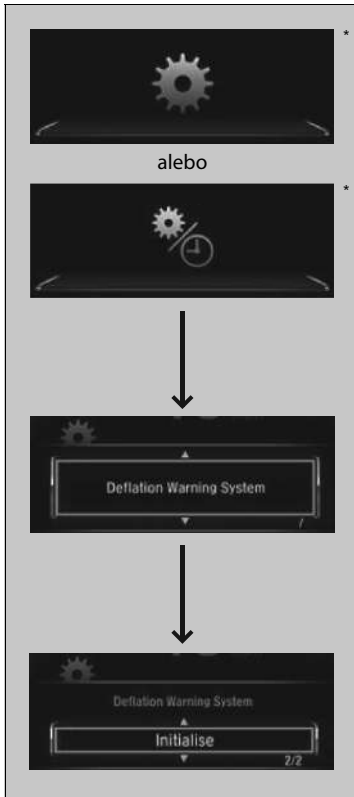 *
alebo
*
Deflation Warning System
/
Deflation Warning System
Initialise
2/2